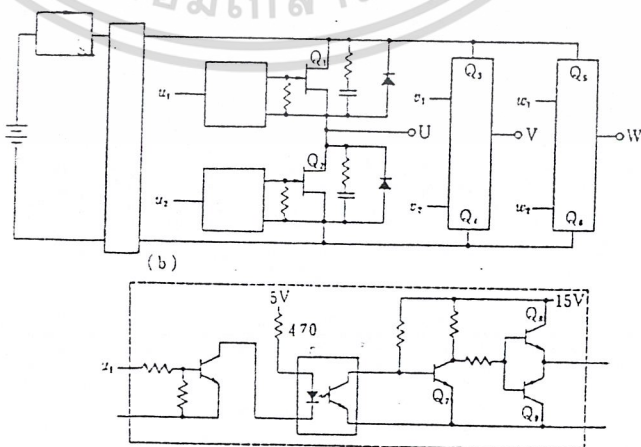 Q₁
Q₃
Q₅
u₁
v₁
w₁
U
V
W
Q₂
u₂
v₂
w₂
Q₄
Q₆
(b)
5V
15V
470
Q₈
u₁
Q₇
Q₉